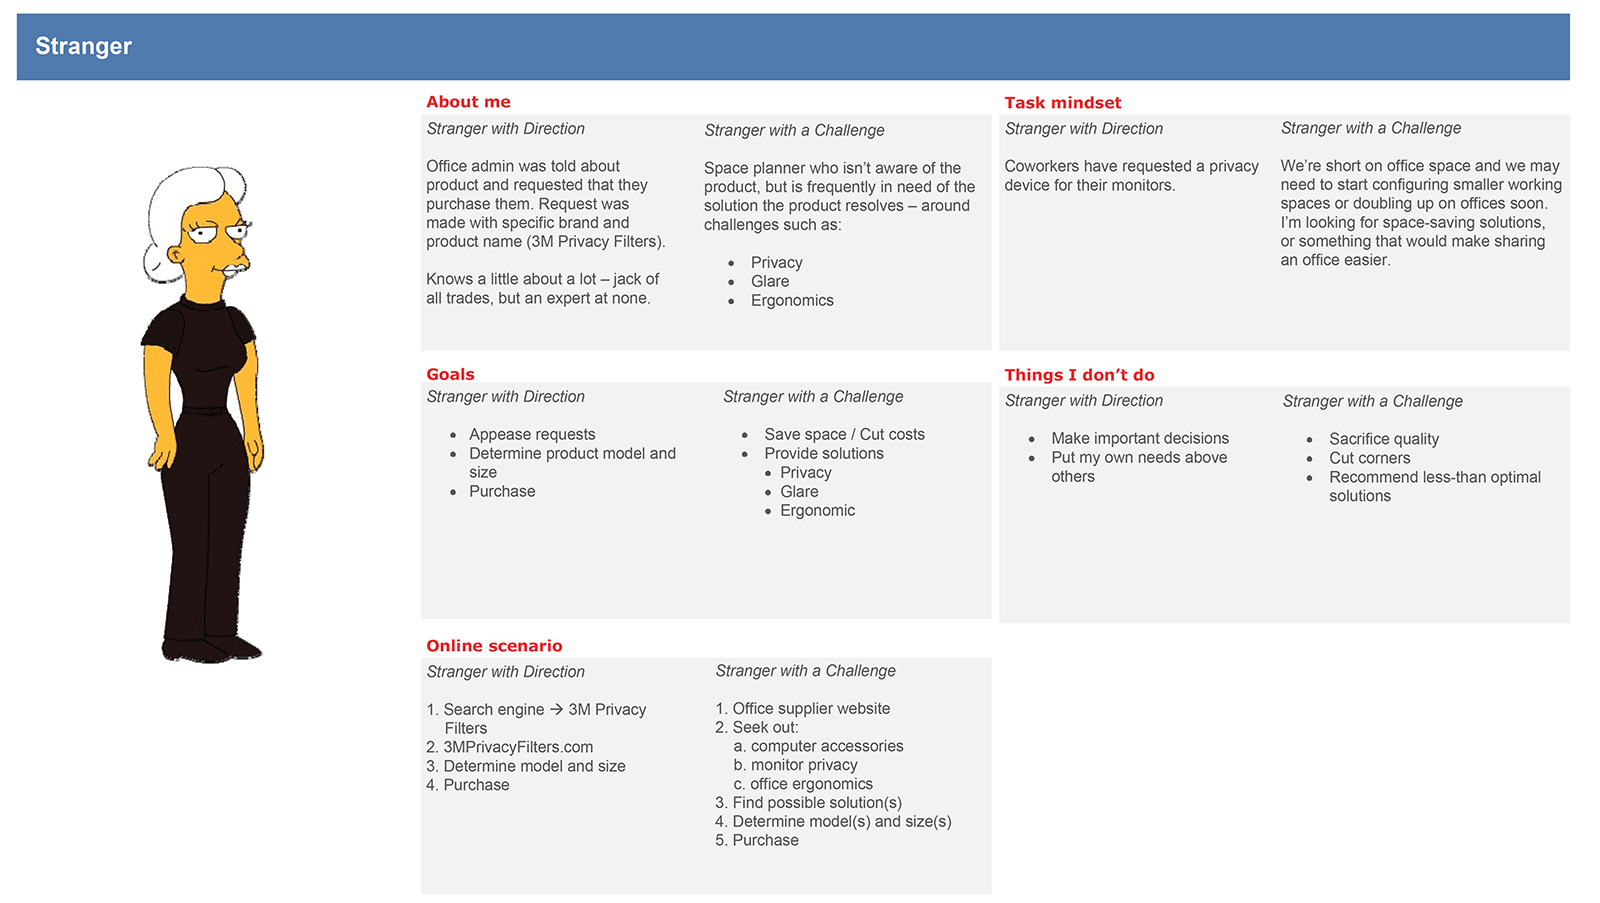 Stranger
About me
Stranger with Direction
Office admin was told about
product and requested that they
purchase them. Request was
made with specific brand and
product name (3M Privacy Filters).
Knows a little about a lot – jack of
all trades, but an expert at none.
Stranger with a Challenge
Space planner who isn’t aware of the
product, but is frequently in need of the
solution the product resolves – around
challenges such as:
• Privacy
• Glare
• Ergonomics
Task mindset
Stranger with Direction
Coworkers have requested a privacy
device for their monitors.
Stranger with a Challenge
We’re short on office space and we may
need to start configuring smaller working
spaces or doubling up on offices soon.
I’m looking for space-saving solutions,
or something that would make sharing
an office easier.
Goals
Stranger with Direction
• Appease requests
• Determine product model and
size
• Purchase
Stranger with a Challenge
• Save space / Cut costs
• Provide solutions
• Privacy
• Glare
• Ergonomic
Things I don’t do
Stranger with Direction
• Make important decisions
• Put my own needs above
others
Stranger with a Challenge
• Sacrifice quality
• Cut corners
• Recommend less-than optimal
solutions
Online scenario
Stranger with Direction
1. Search engine → 3M Privacy
Filters
2. 3MPrivacyFilters.com
3. Determine model and size
4. Purchase
Stranger with a Challenge
1. Office supplier website
2. Seek out:
a. computer accessories
b. monitor privacy
c. office ergonomics
3. Find possible solution(s)
4. Determine model(s) and size(s)
5. Purchase